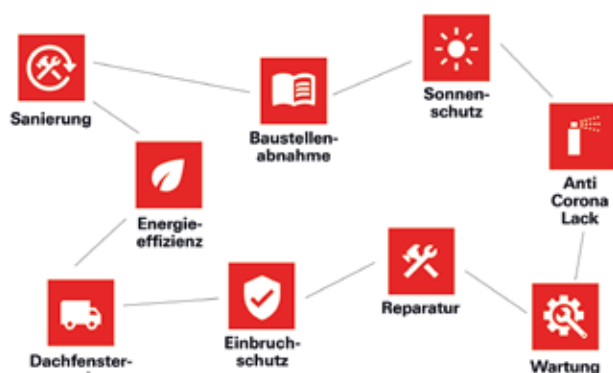 Sanierung
Baustellen-
abnahme
Sonnen-
schutz
Anti
Corona
Lack
Energie-
effizienz
Dachfenster-
Einbruch-
schutz
Reparatur
Wartung